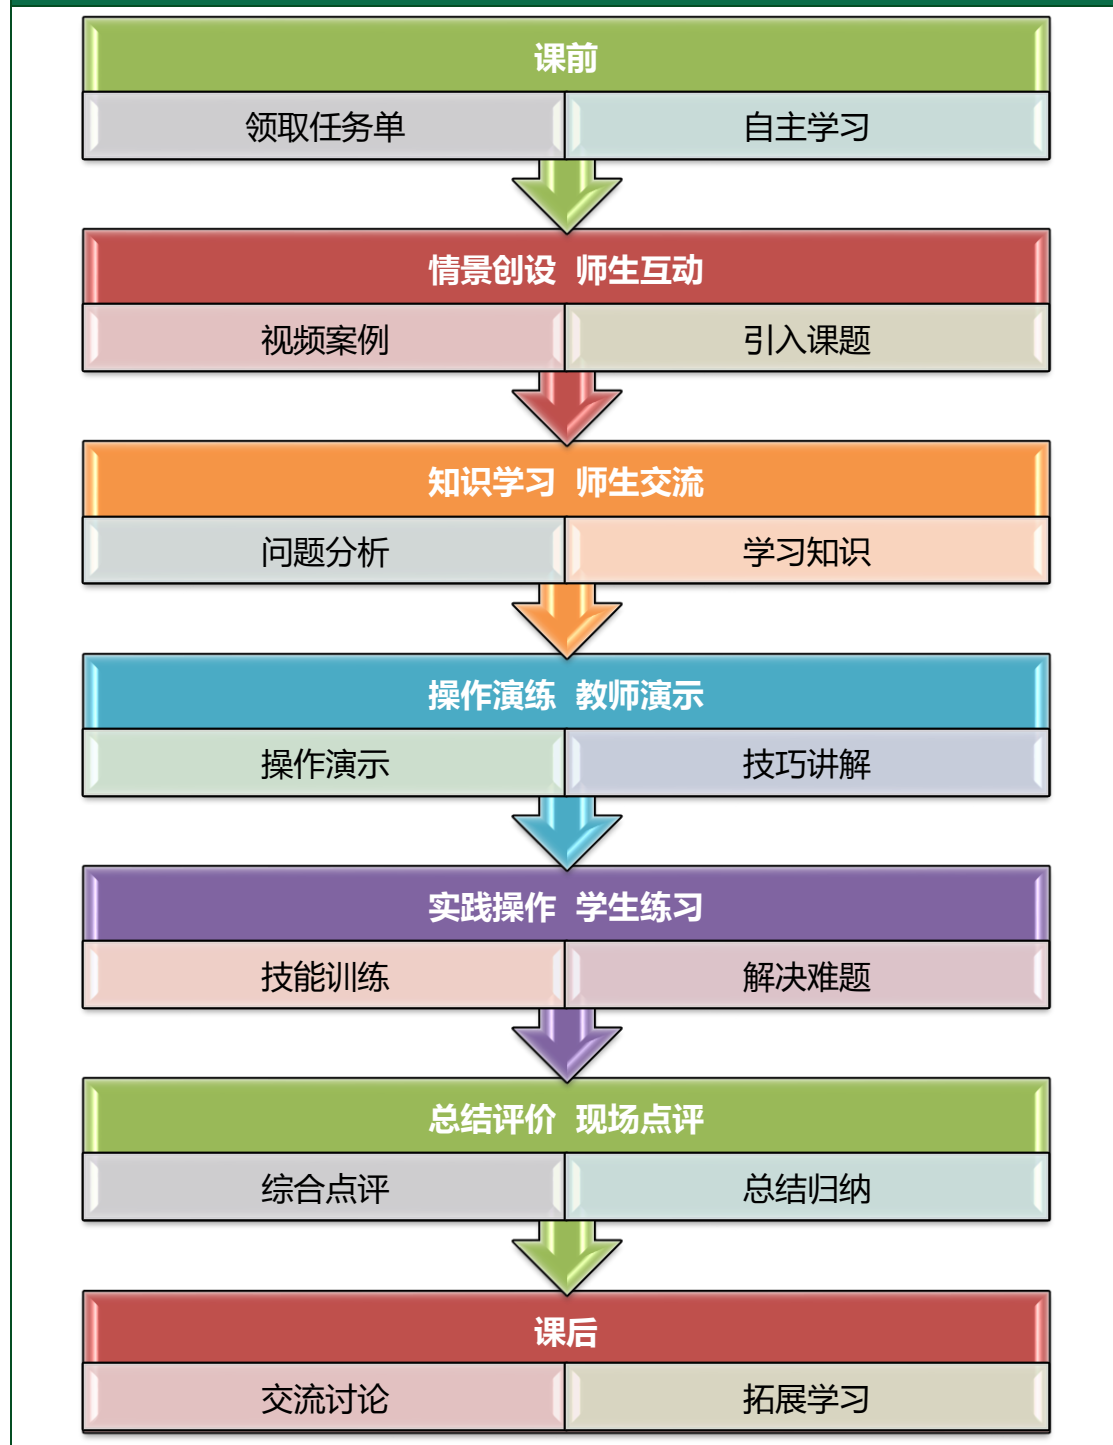 课前
领取任务单 自主学习
情景创设 师生互动
视频案例 引入课题
知识学习 师生交流
问题分析 学习知识
操作演练 教师演示
操作演示 技巧讲解
实践操作 学生练习
技能训练 解决难题
总结评价 现场点评
综合点评 总结归纳
课后
交流讨论 拓展学习